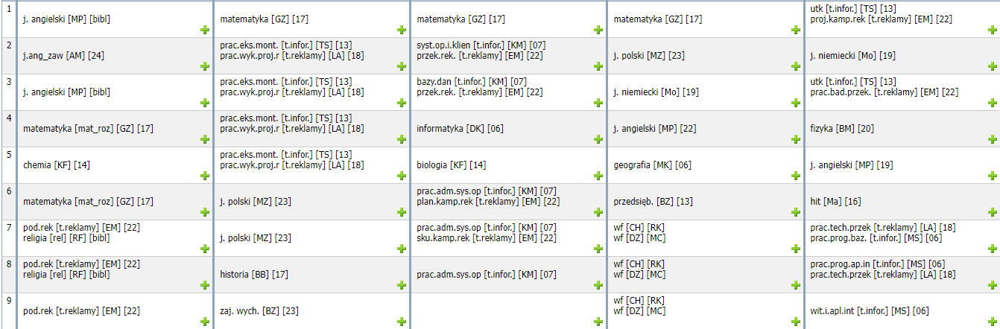 1
j. angielski [MP] [bibl]
matematyka [GZ] [17]
matematyka [GZ] [17]
matematyka [GZ] [17]
utk [t.infor.] [TS] [13]
proj.kamp.rek [t.reklamy] [EM] [22]
2
j.ang_zaw [AM] [24]
prac.eks.mont. [t.infor.] [TS] [13]
prac.wyk.proj.r [t.reklamy] [LA] [18]
syst.op.i.klien [t.infor.] [KM] [07]
przek.rek. [t.reklamy] [EM] [22]
j. polski [MZ] [23]
j. niemiecki [Mo] [19]
3
j. angielski [MP] [bibl]
prac.eks.mont. [t.infor.] [TS] [13]
prac.wyk.proj.r [t.reklamy] [LA] [18]
bazy.dan [t.infor.] [KM] [07]
przek.rek. [t.reklamy] [EM] [22]
j. niemiecki [Mo] [19]
utk [t.infor.] [TS] [13]
prac.bad.przek. [t.reklamy] [EM] [22]
4
matematyka [mat_roz] [GZ] [17]
prac.eks.mont. [t.infor.] [TS] [13]
prac.wyk.proj.r [t.reklamy] [LA] [18]
informatyka [DK] [06]
j. angielski [MP] [22]
fizyka [BM] [20]
5
chemia [KF] [14]
prac.eks.mont. [t.infor.] [TS] [13]
prac.wyk.proj.r [t.reklamy] [LA] [18]
biologia [KF] [14]
geografia [MK] [06]
j. angielski [MP] [19]
6
matematyka [mat_roz] [GZ] [17]
j. polski [MZ] [23]
prac.adm.sys.op [t.infor.] [KM] [07]
plan.kamp.rek [t.reklamy] [EM] [22]
przedsięb. [BZ] [13]
hit [Ma] [16]
7
pod.rek [t.reklamy] [EM] [22]
religia [rel] [RF] [bibl]
j. polski [MZ] [23]
prac.adm.sys.op [t.infor.] [KM] [07]
sku.kamp.rek [t.reklamy] [EM] [22]
wf [CH] [RK]
wf [DZ] [MC]
prac.tech.przek [t.reklamy] [LA] [18]
prac.prog.baz. [t.infor.] [MS] [06]
8
pod.rek [t.reklamy] [EM] [22]
religia [rel] [RF] [bibl]
historia [BB] [17]
prac.adm.sys.op [t.infor.] [KM] [07]
wf [CH] [RK]
wf [DZ] [MC]
prac.prog.ap.in [t.infor.] [MS] [06]
prac.tech.przek [t.reklamy] [LA] [18]
9
pod.rek [t.reklamy] [EM] [22]
zaj. wych. [BZ] [23]
wf [CH] [RK]
wf [DZ] [MC]
wit.i.apl.int [t.infor.] [MS] [06]